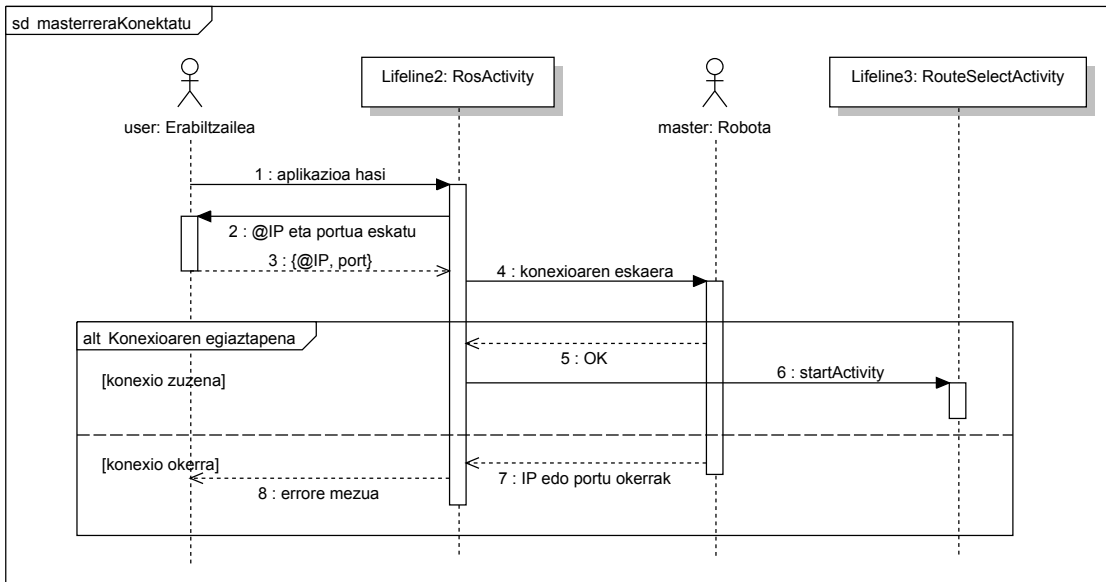 sd masterreraKonektatu
Lifeline2: RosActivity
Lifeline3: RouteSelectActivity
user: Erabiltzailea
master: Robota
1 : aplikazioa hasi
2 : @IP eta portua eskatu
3 : {@IP, port}
4 : konexioaren eskaera
alt Konexioaren egiaztapena
5 : OK
[konexio zuzena]
6 : startActivity
[konexio okerra]
7 : IP edo portu okerrak
8 : errore mezua